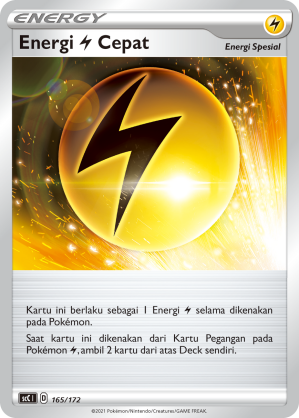 ENERGY
Energi Cepat
Energi Spesial
Kartu ini berlaku sebagai 1 Energi selama dikenakan
pada Pokémon.
Saat kartu ini dikenakan dari Kartu Pegangan pada
Pokémon , ambil 2 kartu dari atas Deck sendiri.
SC1 I D 165/172
©2021 Pokémon/Nintendo/Creatures/GAME FREAK